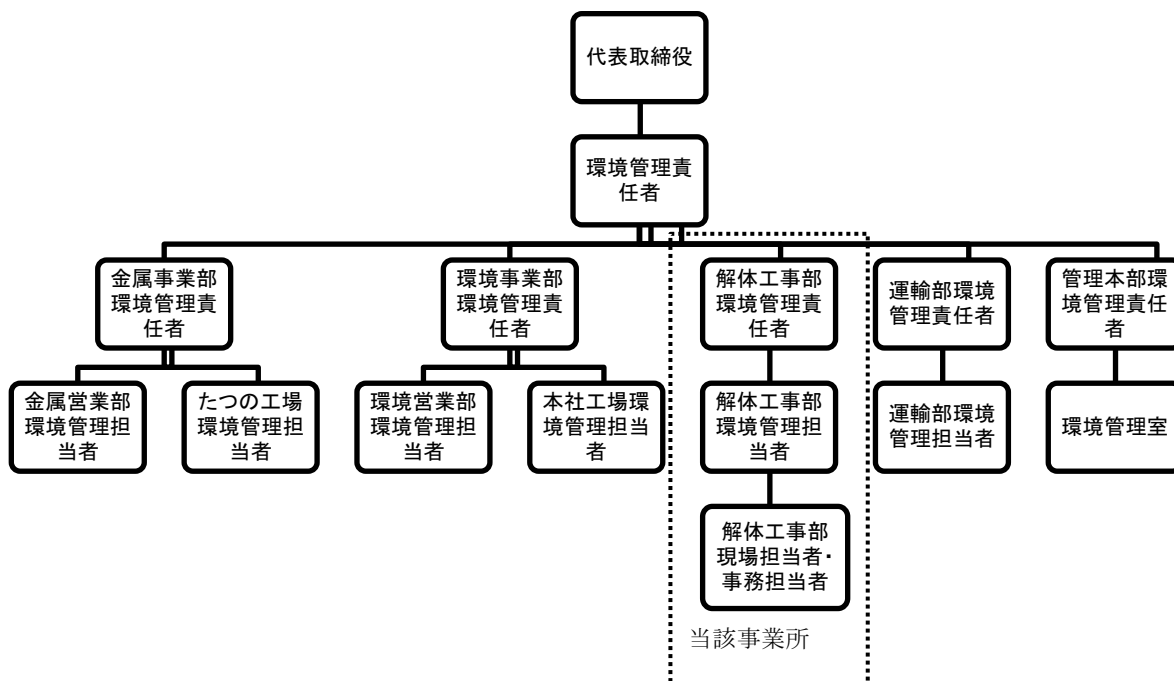 代表取締役
環境管理責
任者
金属事業部
環境管理責
任者
環境事業部
環境管理責
任者
解体工事部
環境管理責
任者
運輸部環境
管理責任者
管理本部環
境管理責任
者
金属営業部
環境管理担
当者
たつの工場
環境管理担
当者
環境営業部
環境管理担
当者
本社工場環
境管理担当
者
解体工事部
環境管理担
当者
運輸部環境
管理担当者
環境管理室
解体工事部
現場担当者・
事務担当者
当該事業所